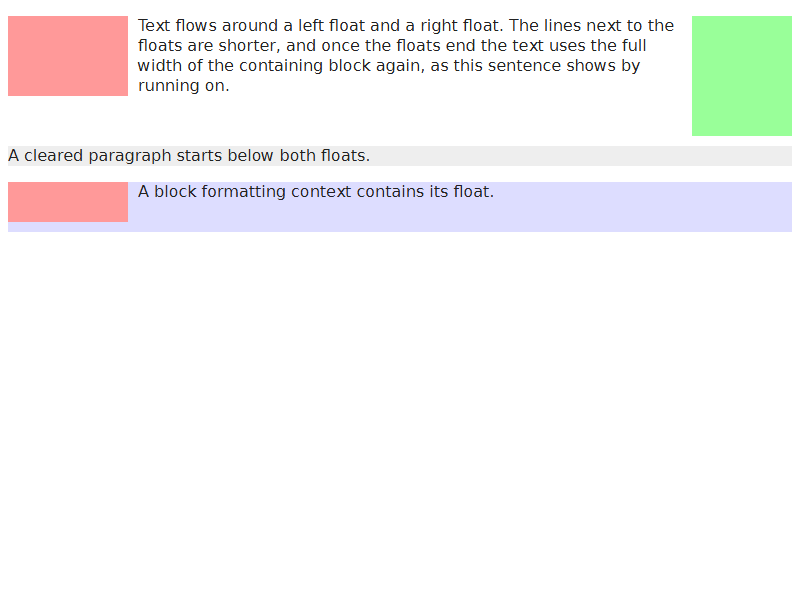 Text flows around a left float and a right float. The lines next to the
floats are shorter, and once the floats end the text uses the full
width of the containing block again, as this sentence shows by
running on.
A cleared paragraph starts below both floats.
A block formatting context contains its float.